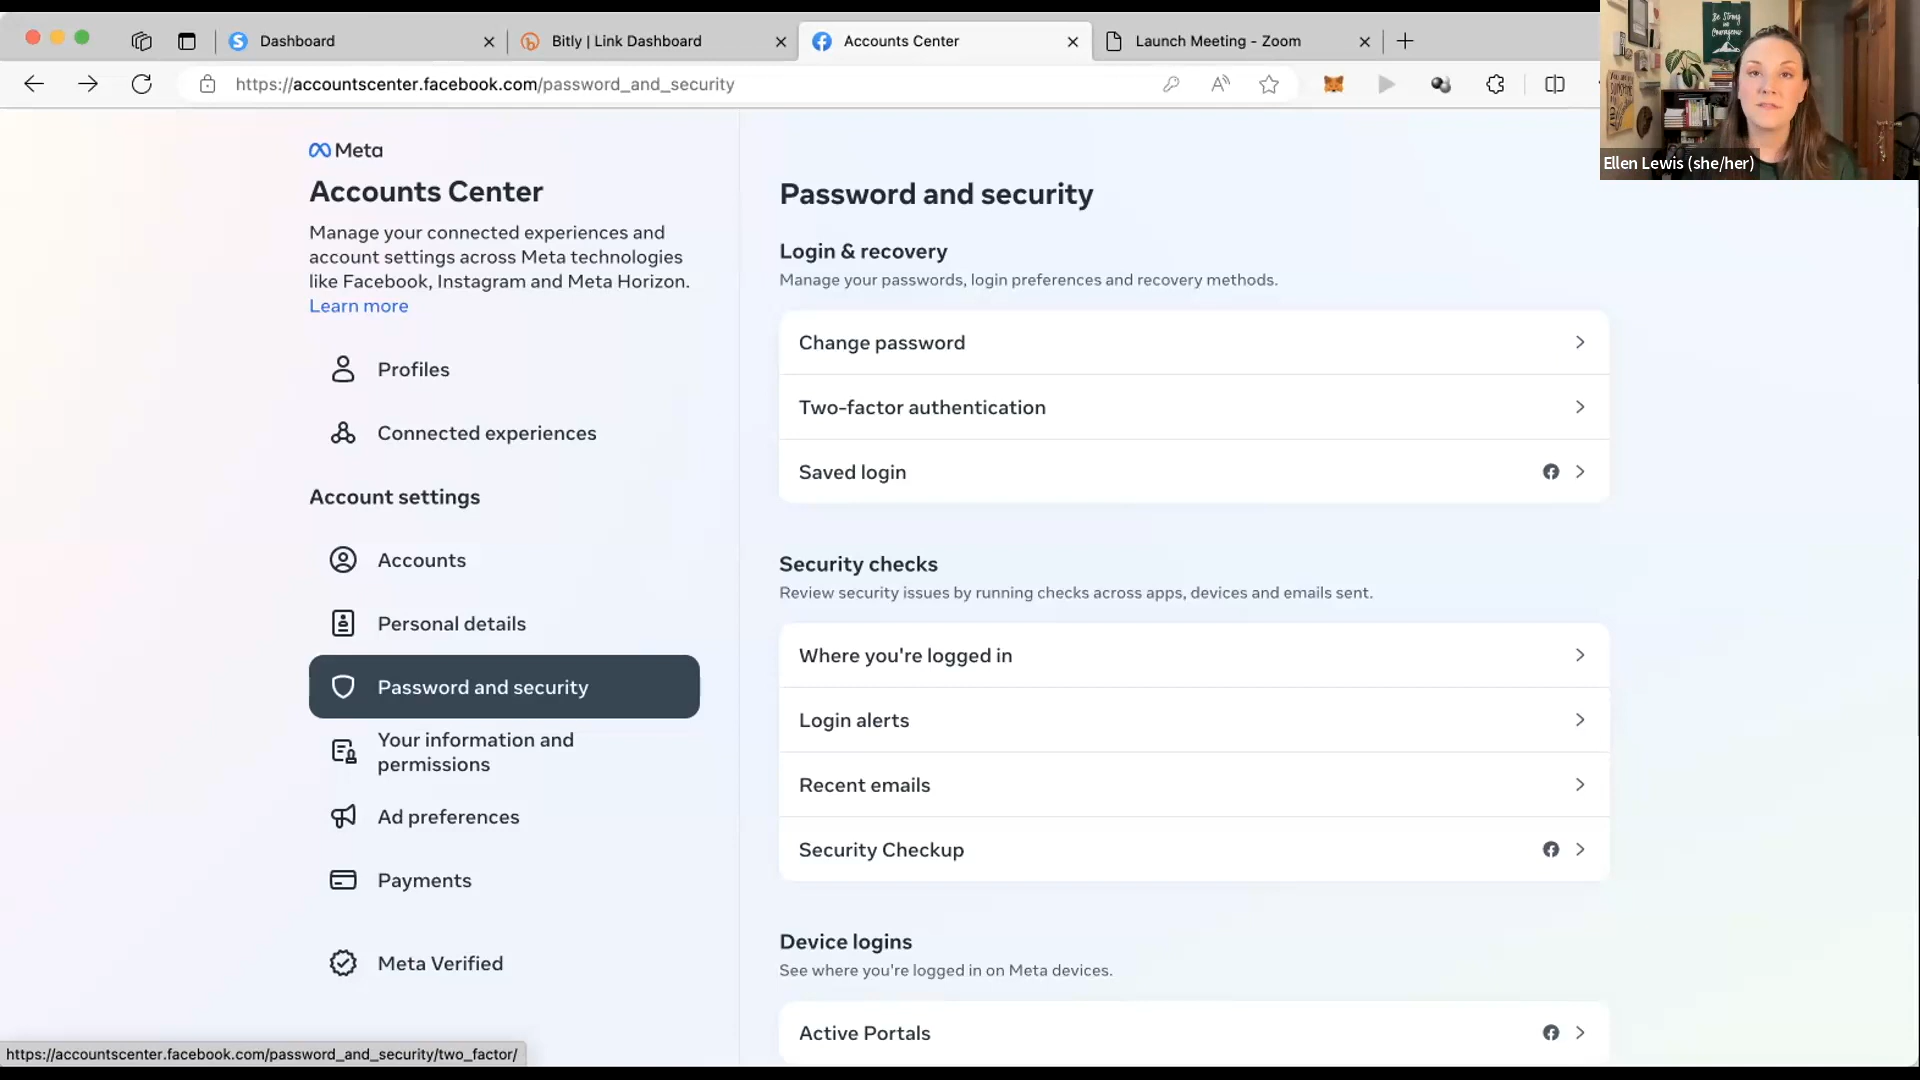 Dashboard
Bitly | Link Dashboard
Accounts Center
Launch Meeting - Zoom
https://accountscenter.facebook.com/password_and_security
Be Strong
and
Courageous
Ellen Lewis (she/her)
Meta
Accounts Center
Manage your connected experiences and
account settings across Meta technologies
like Facebook, Instagram and Meta Horizon.
Learn more
Profiles
Connected experiences
Account settings
Accounts
Personal details
Password and security
Your information and
permissions
Ad preferences
Payments
Meta Verified
Password and security
Login & recovery
Manage your passwords, login preferences and recovery methods.
Change password
Two-factor authentication
Saved login
Security checks
Review security issues by running checks across apps, devices and emails sent.
Where you're logged in
Login alerts
Recent emails
Security Checkup
Device logins
See where you're logged in on Meta devices.
Active Portals
https://accountscenter.facebook.com/password_and_security/two_factor/